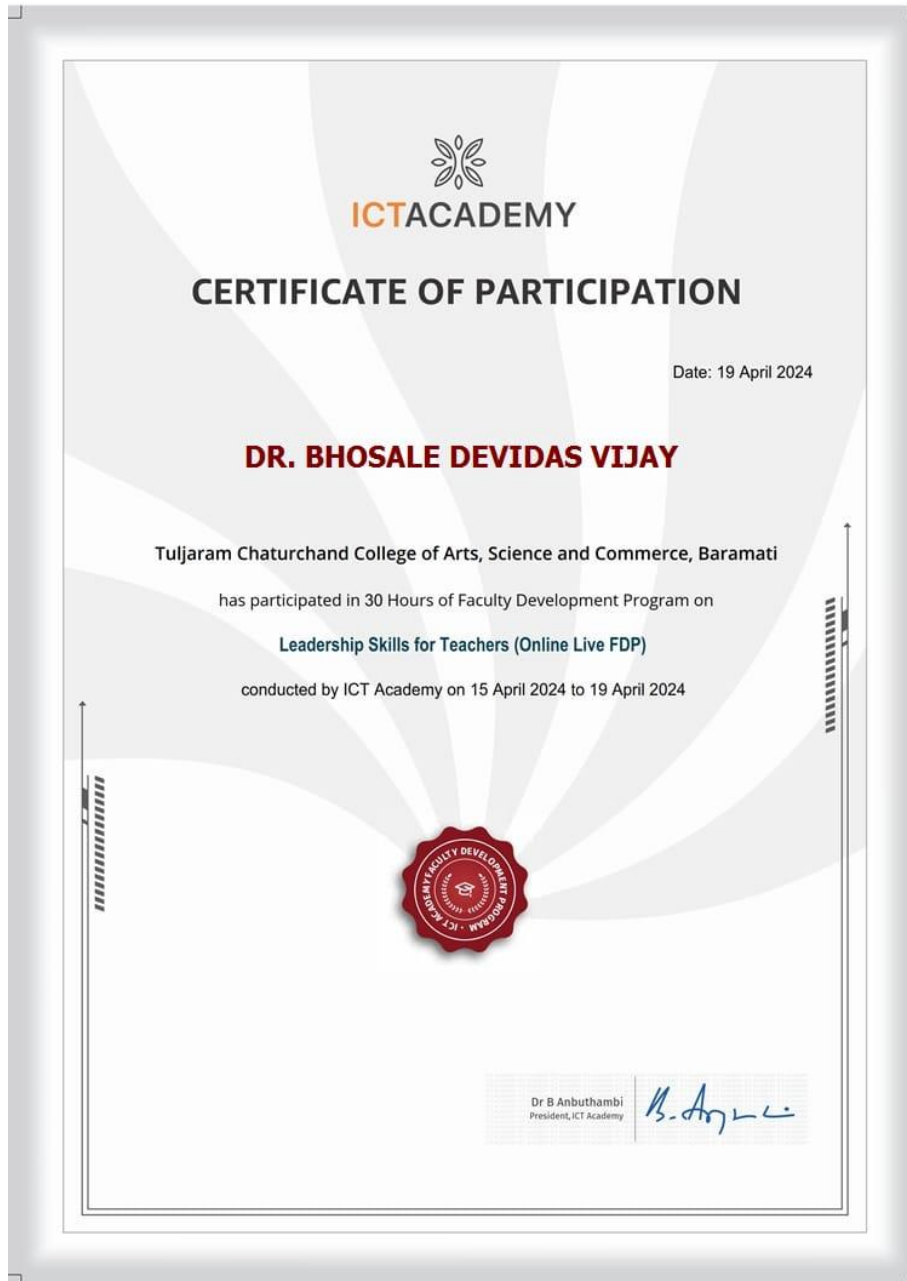 ICTACADEMY
CERTIFICATE OF PARTICIPATION
Date: 19 April 2024
DR. BHOSALE DEVIDAS VIJAY
Tuljaram Chaturchand College of Arts, Science and Commerce, Baramati
has participated in 30 Hours of Faculty Development Program on
Leadership Skills for Teachers (Online Live FDP)
conducted by ICT Academy on 15 April 2024 to 19 April 2024
ICT ACADEMY FACULTY DEVELOPMENT PROGRAM
Dr B Anbuthambi
President, ICT Academy